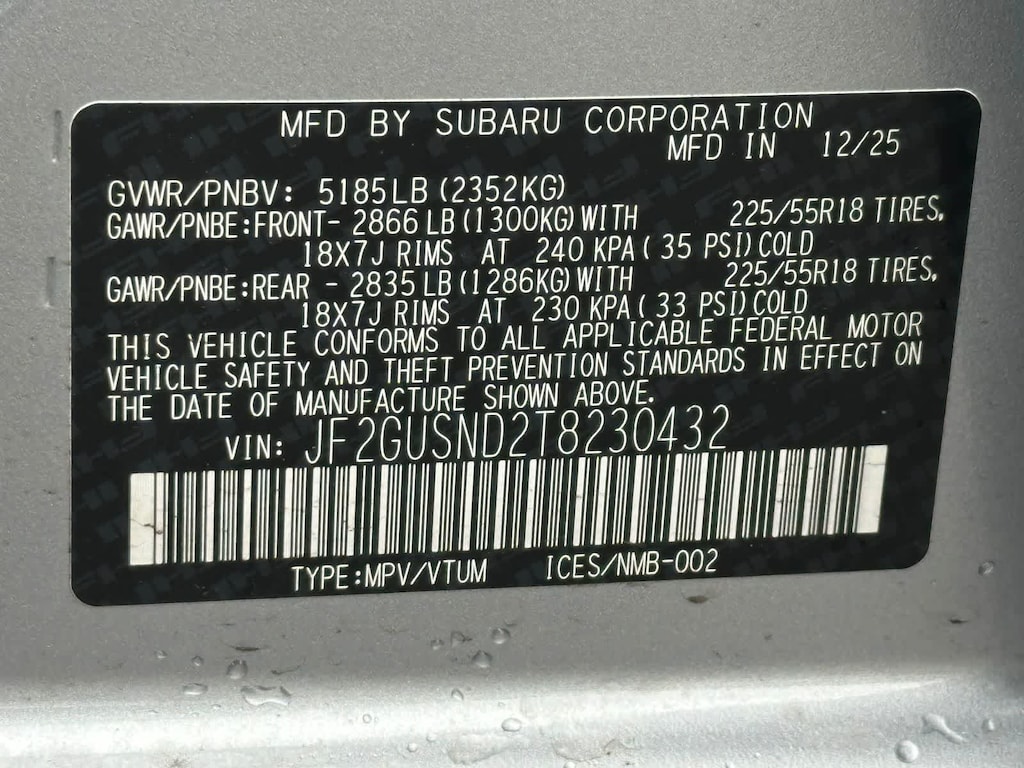 MFD BY SUBARU CORPORATION
MFD IN 12/25
GVWR/PNBV: 5185LB (2352KG)
GAWR/PNBE:FRONT- 2866 LB (1300KG) WITH 225/55R18 TIRES,
18X7J RIMS AT 240 KPA ( 35 PSI) COLD
GAWR/PNBE:REAR - 2835 LB (1286KG) WITH 225/55R18 TIRES,
18X7J RIMS AT 230 KPA ( 33 PSI) COLD
THIS VEHICLE CONFORMS TO ALL APPLICABLE FEDERAL MOTOR
VEHICLE SAFETY AND THEFT PREVENTION STANDARDS IN EFFECT ON
THE DATE OF MANUFACTURE SHOWN ABOVE.
VIN: JF2GUSND2T8230432
TYPE:MPV/VTUM ICES/NMB-002